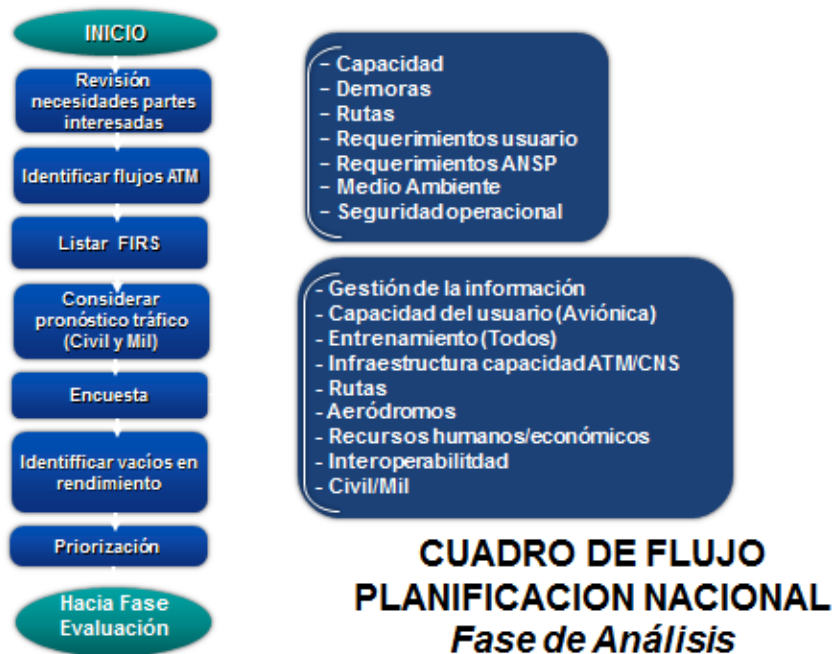 INICIO
Revisión
necesidades partes
interesadas
Identificar flujos ATM
Listar FIRS
Considerar
pronóstico tráfico
(Civil y Mil)
Encuesta
Identifficar vacíos en
rendimiento
Priorización
Hacia Fase
Evaluación
– Capacidad
– Demoras
– Rutas
– Requerimientos usuario
– Requerimientos ANSP
– Medio Ambiente
– Seguridad operacional
- Gestión de la información
- Capacidad del usuario (Aviónica)
- Entrenamiento (Todos)
- Infraestructura capacidad ATM/CNS
- Rutas
- Aeródromos
- Recursos humanos/económicos
- Interoperabilitdad
- Civil/Mil
CUADRO DE FLUJO
PLANIFICACION NACIONAL
Fase de Análisis